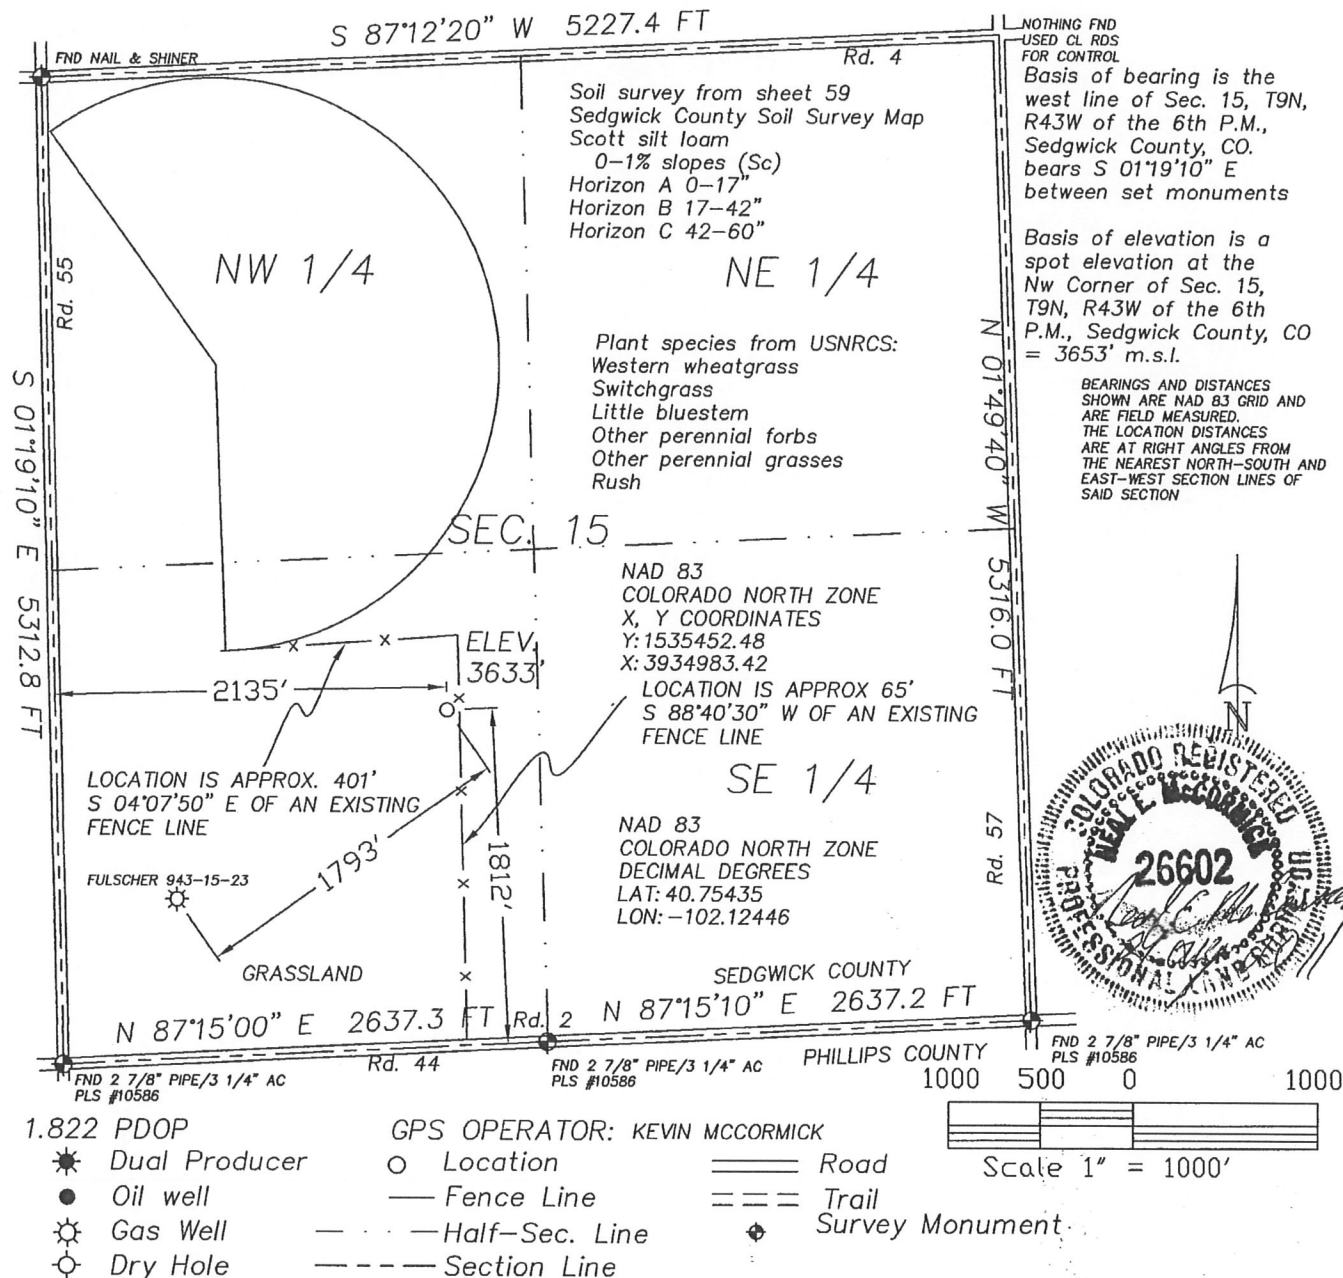 S 87°12'20" W 5227.4 FT
FND NAIL & SHINER
Rd. 4
NOTHING FND
USED CL RDS
FOR CONTROL
Soil survey from sheet 59
Sedgwick County Soil Survey Map
Scott silt loam
0-1% slopes (Sc)
Horizon A 0-17"
Horizon B 17-42"
Horizon C 42-60"
Basis of bearing is the
west line of Sec. 15, T9N,
R43W of the 6th P.M.,
Sedgwick County, CO.
bears S 01°19'10" E
between set monuments
Basis of elevation is a
spot elevation at the
Nw Corner of Sec. 15,
T9N, R43W of the 6th
P.M., Sedgwick County, CO
= 3653' m.s.l.
NW 1/4
NE 1/4
Rd. 55
Plant species from USNRCS:
Western wheatgrass
Switchgrass
Little bluestem
Other perennial forbs
Other perennial grasses
Rush
BEARINGS AND DISTANCES
SHOWN ARE NAD 83 GRID AND
ARE FIELD MEASURED.
THE LOCATION DISTANCES
ARE AT RIGHT ANGLES FROM
THE NEAREST NORTH-SOUTH AND
EAST-WEST SECTION LINES OF
SAID SECTION
S 01°19'10" E 5312.8 FT
N 01°49'40" W 5316.0 FT
SEC. 15
NAD 83
COLORADO NORTH ZONE
X, Y COORDINATES
Y: 1535452.48
X: 3934983.42
ELEV.
3633'
2135'
LOCATION IS APPROX 65'
S 88°40'30" W OF AN EXISTING
FENCE LINE
N
LOCATION IS APPROX. 401'
S 04°07'50" E OF AN EXISTING
FENCE LINE
SE 1/4
1793'
1812'
NAD 83
COLORADO NORTH ZONE
DECIMAL DEGREES
LAT: 40.75435
LON: -102.12446
Rd. 57
COLORADO REGISTERED
NEAL E. McCORMICK
26602
PROFESSIONAL LAND
FULSCHER 943-15-23
GRASSLAND
SEDGWICK COUNTY
N 87°15'00" E 2637.3 FT
Rd. 2
N 87°15'10" E 2637.2 FT
Rd. 44
PHILLIPS COUNTY
FND 2 7/8" PIPE/3 1/4" AC
PLS #10586
FND 2 7/8" PIPE/3 1/4" AC
PLS #10586
FND 2 7/8" PIPE/3 1/4" AC
PLS #10586
1000 500 0 1000
Scale 1" = 1000'
1.822 PDOP
GPS OPERATOR: KEVIN MCCORMICK
Dual Producer
Location
Road
Oil well
Fence Line
Trail
Gas Well
Half-Sec. Line
Survey Monument
Dry Hole
Section Line